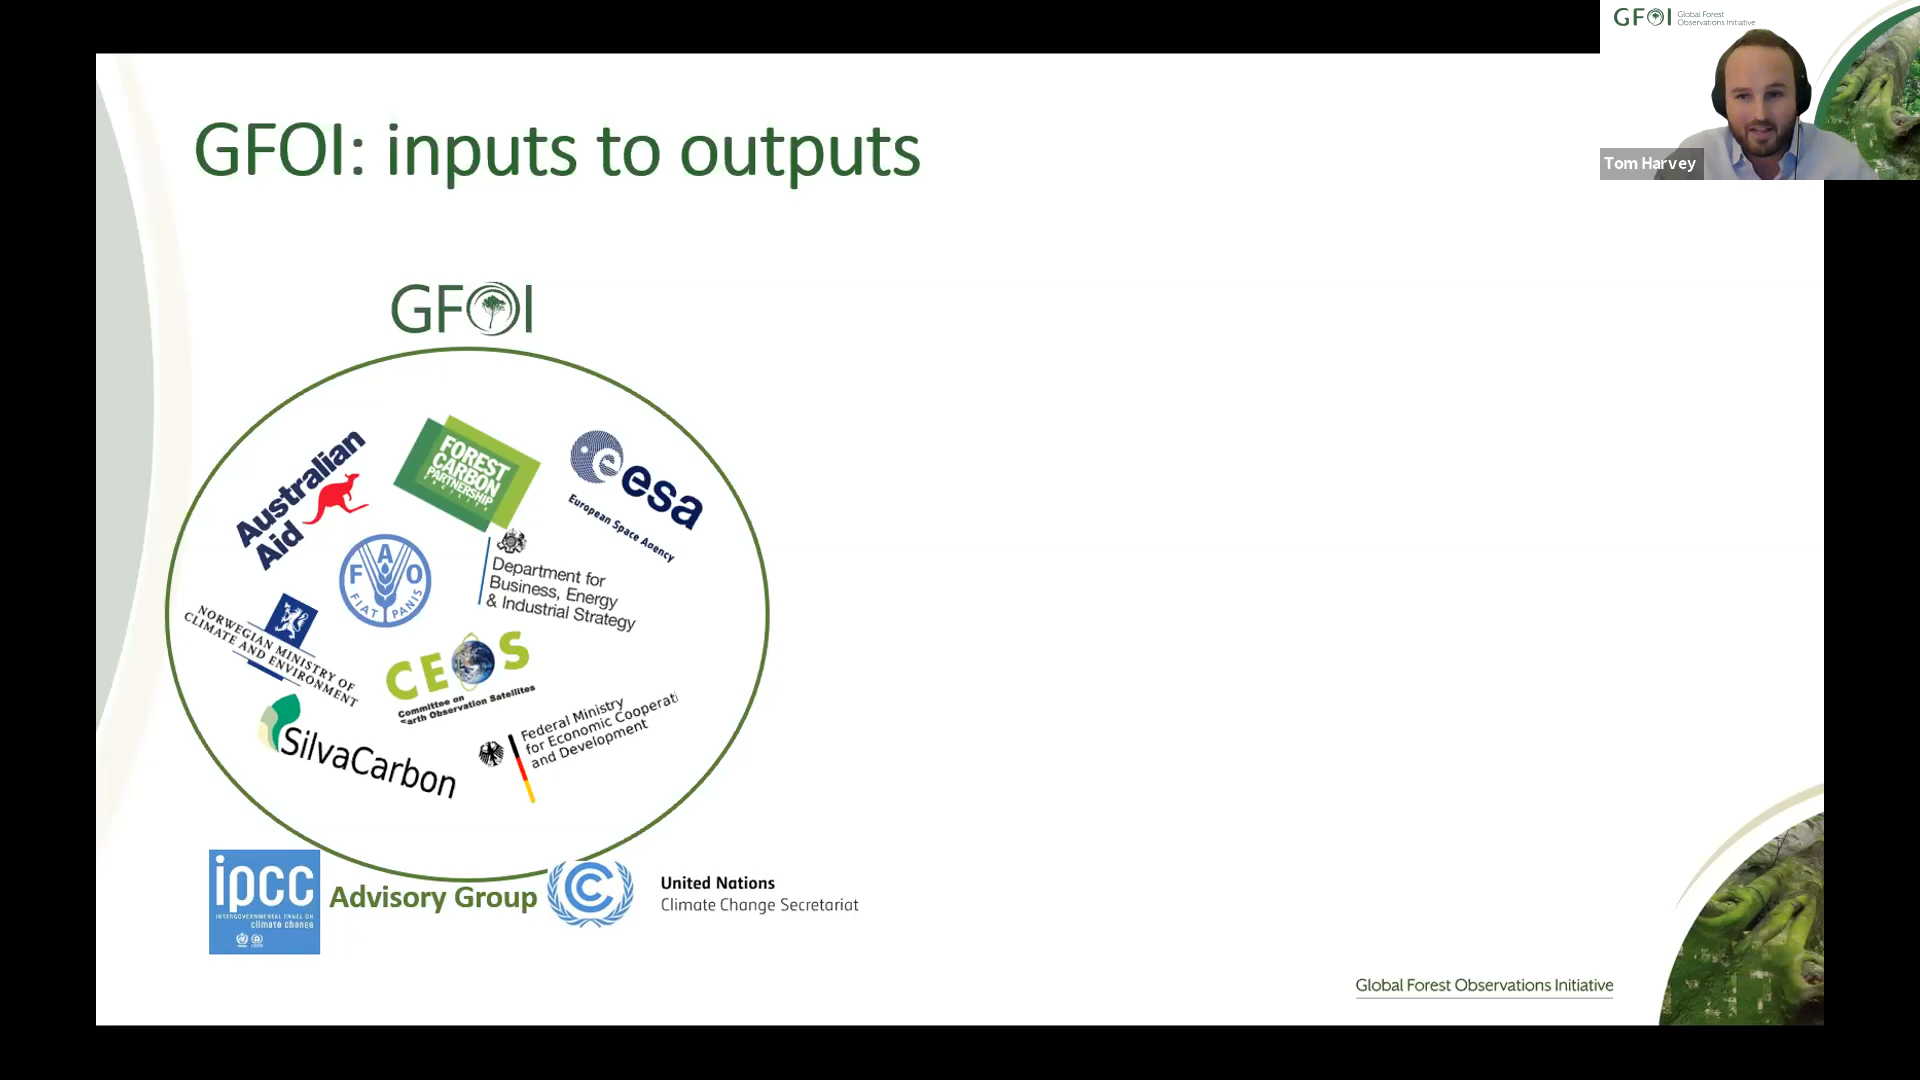 GFOI: inputs to outputs
GFOI Global Forest
Observations Initiative
Tom Harvey
GFOI
Australian
Aid
FOREST
CARBON
PARTNERSHIP
FACILITY
esa
European Space Agency
FAO
FIAT PANIS
Department for
Business, Energy
& Industrial Strategy
NORWEGIAN MINISTRY OF
CLIMATE AND ENVIRONMENT
CEOS
Committee on
Earth Observation Satellites
SilvaCarbon
Federal Ministry
for Economic Cooperati
and Development
ipcc
INTERGOVERNMENTAL PANEL ON
climate change
Advisory Group
United Nations
Climate Change Secretariat
Global Forest Observations Initiative